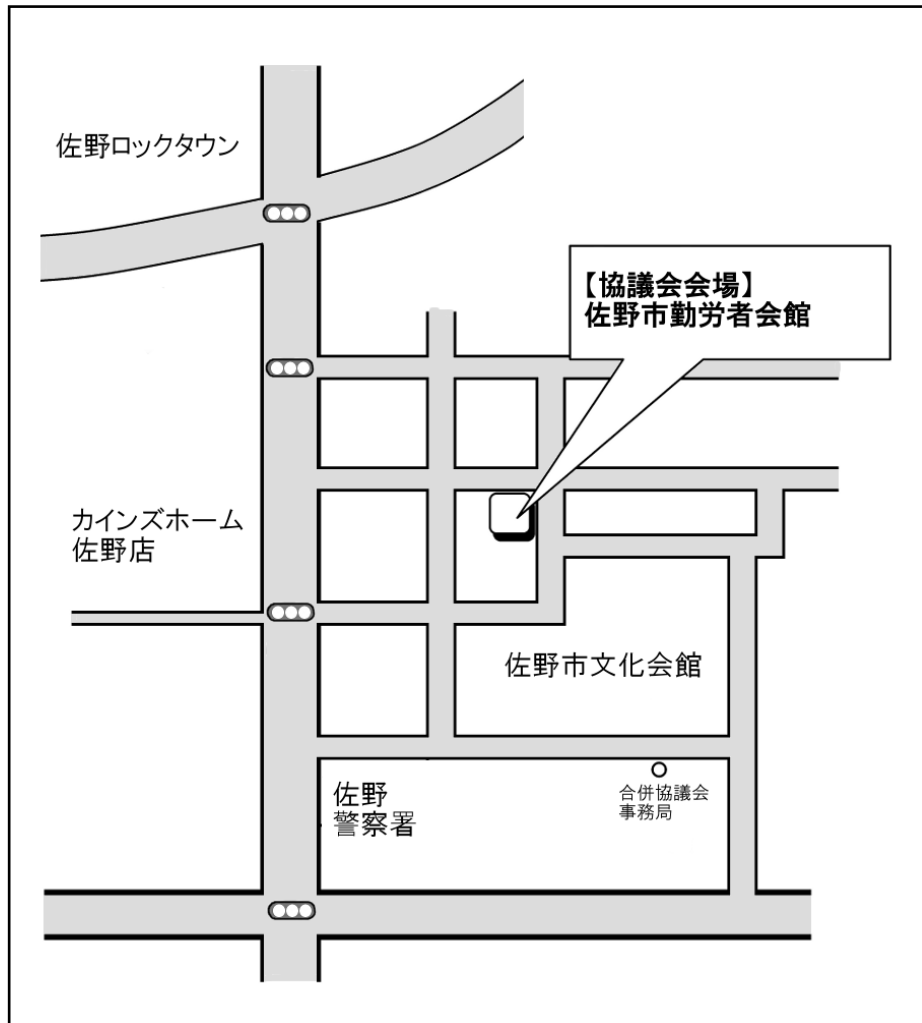 佐野ロックタウン
【協議会会場】
佐野市勤労者会館
カインズホーム
佐野店
佐野市文化会館
佐野
警察署
合併協議会
事務局